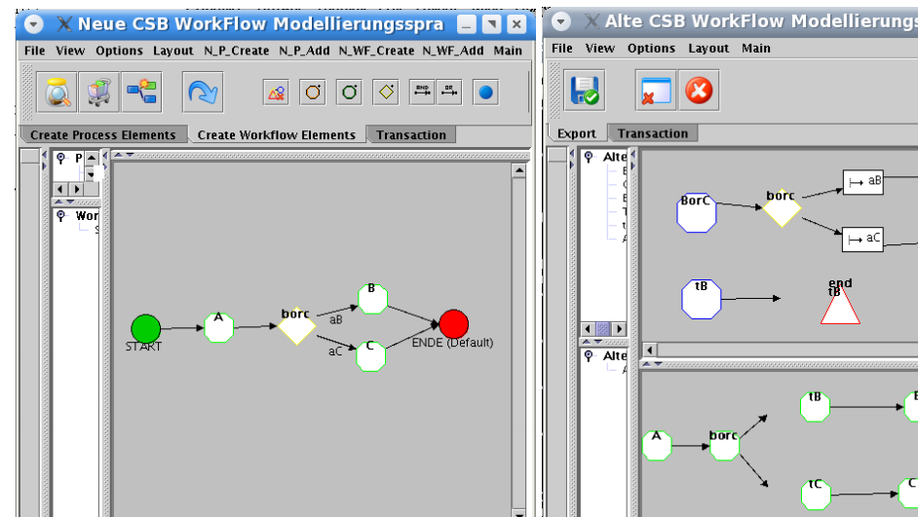 Neue CSB WorkFlow Modellierungsspra
File View Options Layout N_P_Create N_P_Add N_WF_Create N_WF_Add Main
AND
OR
Create Process Elements Create Workflow Elements Transaction
P
Wor
START
A
borc
aB
aC
B
C
ENDE (Default)
Alte CSB WorkFlow Modellierungs
File View Options Layout Main
Export Transaction
Alte
Alte
BorC
borc
aB
aC
tB
end
tB
A
borc
tB
tC
C